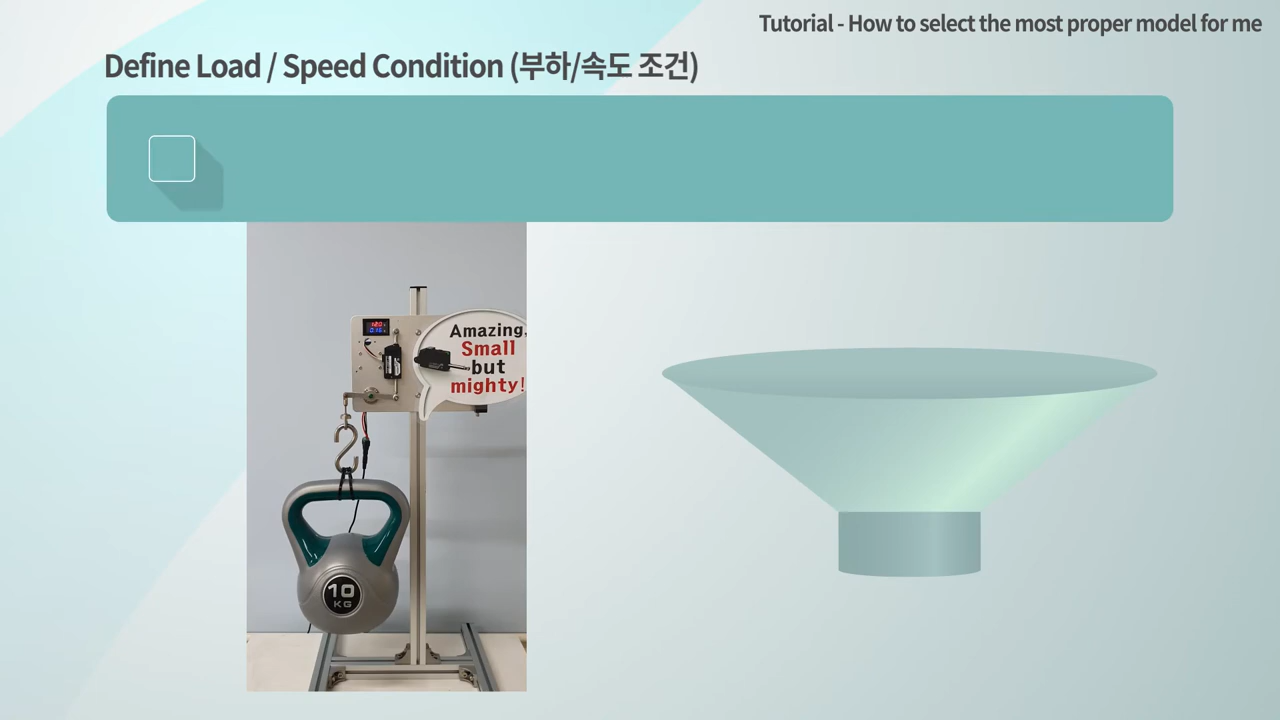 Tutorial - How to select the most proper model for me
Define Load / Speed Condition (부하/속도 조건)
Amazing,
Small
but
mighty!
10
KG